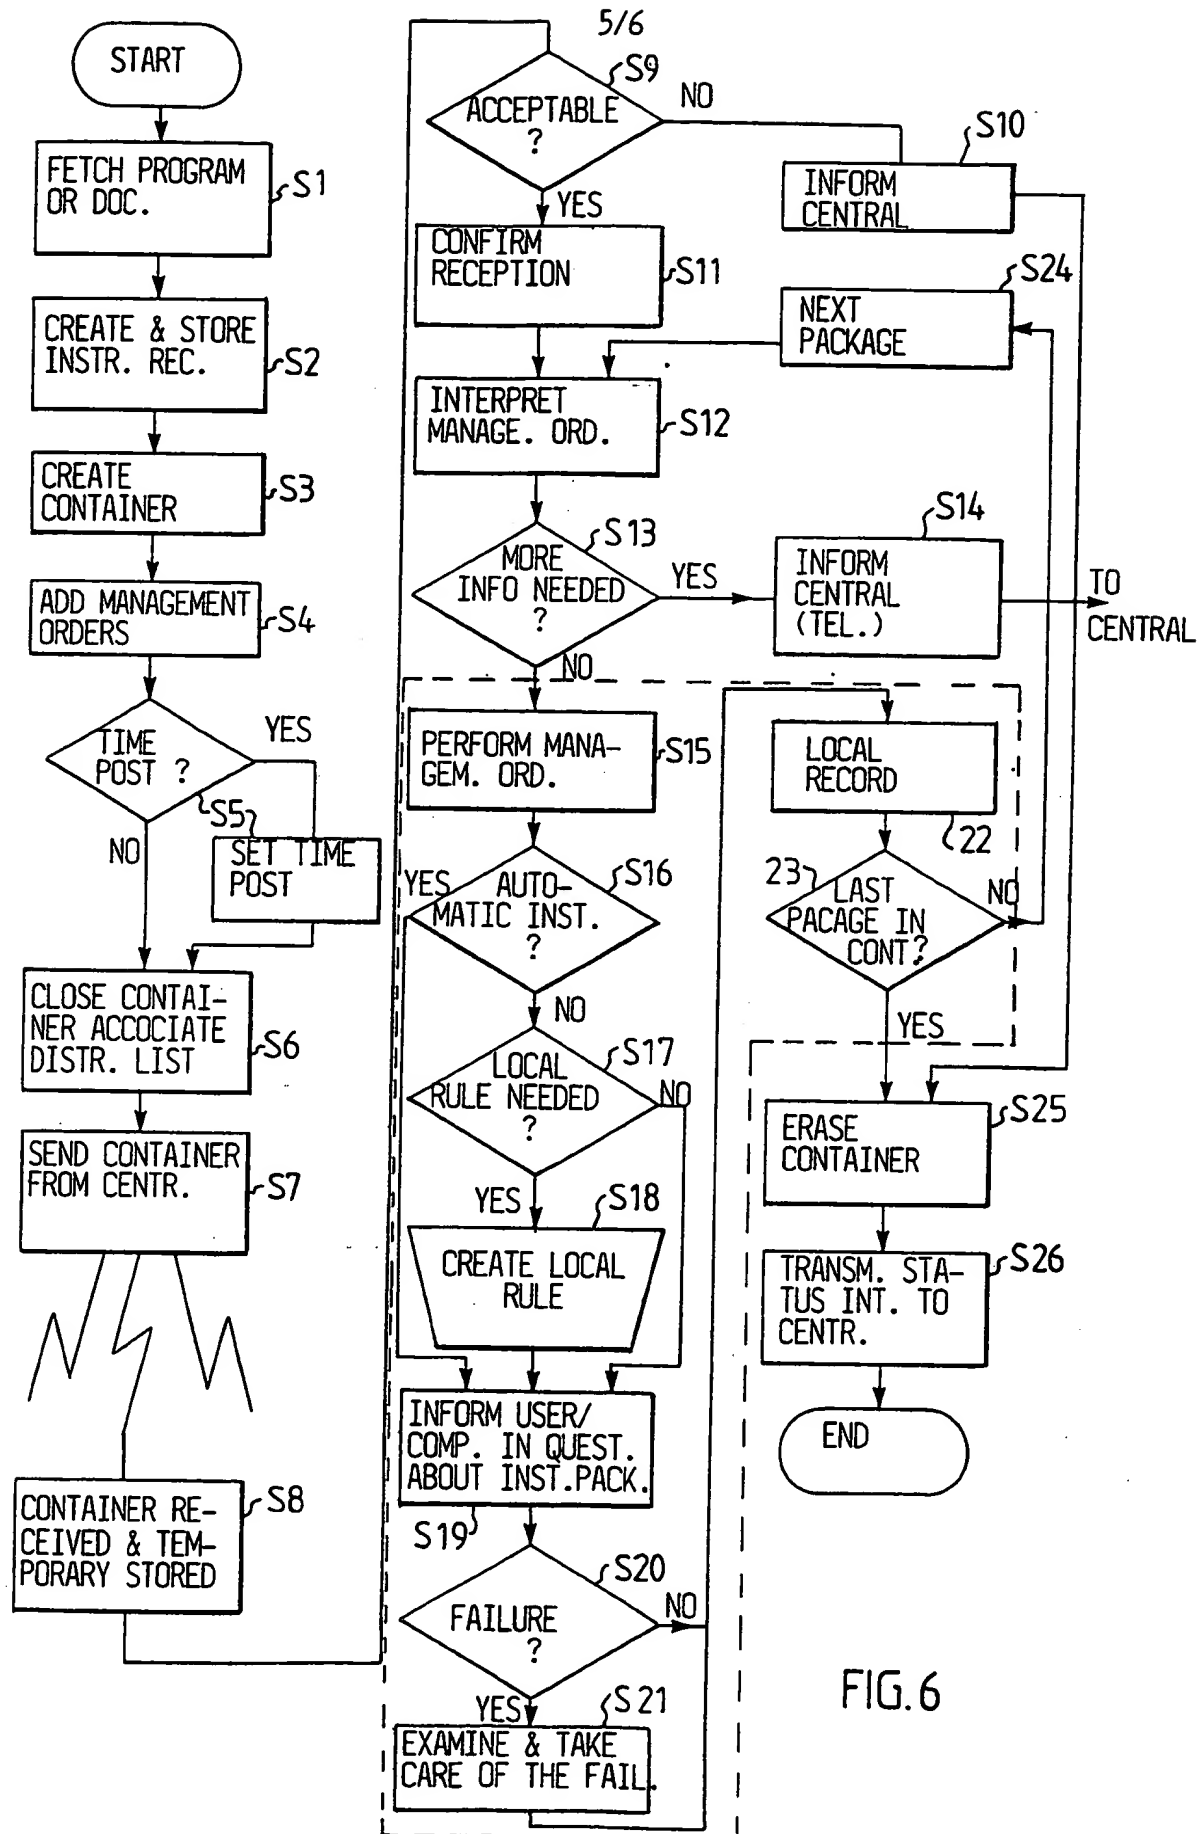 5/6
START
FETCH PROGRAM
OR DOC.
S1
CREATE & STORE
INSTR. REC.
S2
CREATE
CONTAINER
S3
ADD MANAGEMENT
ORDERS
S4
TIME
POST ?
YES
S5
NO
SET TIME
POST
CLOSE CONTAI-
NER ACCOCIATE
DISTR. LIST
S6
SEND CONTAINER
FROM CENTR.
S7
CONTAINER RE-
CEIVED & TEM-
PORARY STORED
S8
ACCEPTABLE
?
S9
NO
YES
INFORM
CENTRAL
S10
CONFIRM
RECEPTION
S11
NEXT
PACKAGE
S24
INTERPRET
MANAGE. ORD.
S12
MORE
INFO NEEDED
?
S13
YES
NO
INFORM
CENTRAL
(TEL.)
S14
TO
CENTRAL
PERFORM MANA-
GEM. ORD.
S15
AUTO-
MATIC INST.
?
S16
YES
NO
LOCAL
RULE NEEDED
?
S17
NO
YES
CREATE LOCAL
RULE
S18
INFORM USER/
COMP. IN QUEST.
ABOUT INST.PACK.
S19
FAILURE
?
S20
NO
YES
EXAMINE & TAKE
CARE OF THE FAIL.
S21
LOCAL
RECORD
22
23
LAST
PACAGE IN
CONT?
NO
YES
ERASE
CONTAINER
S25
TRANSM. STA-
TUS INT. TO
CENTR.
S26
END
FIG.6